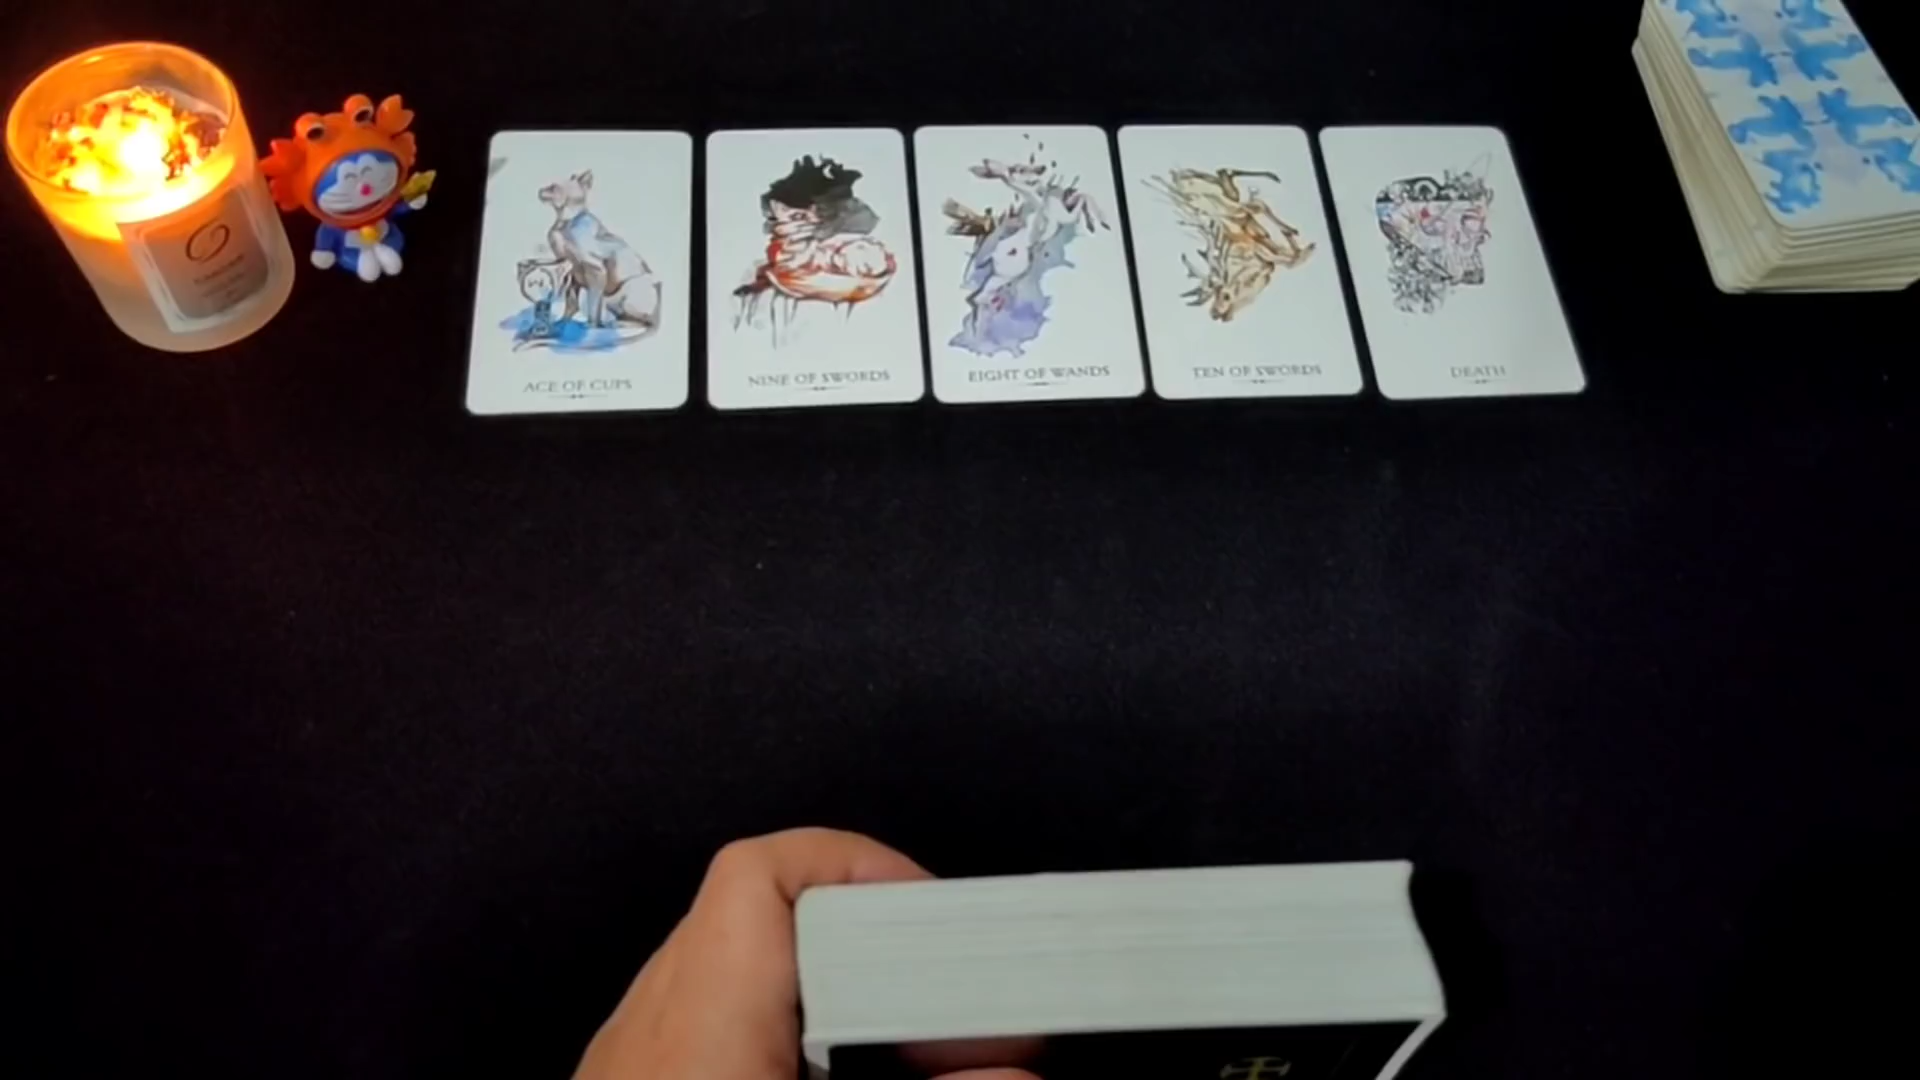 ACE OF CUPS
NINE OF SWORDS
EIGHT OF WANDS
TEN OF SWORDS
DEATH